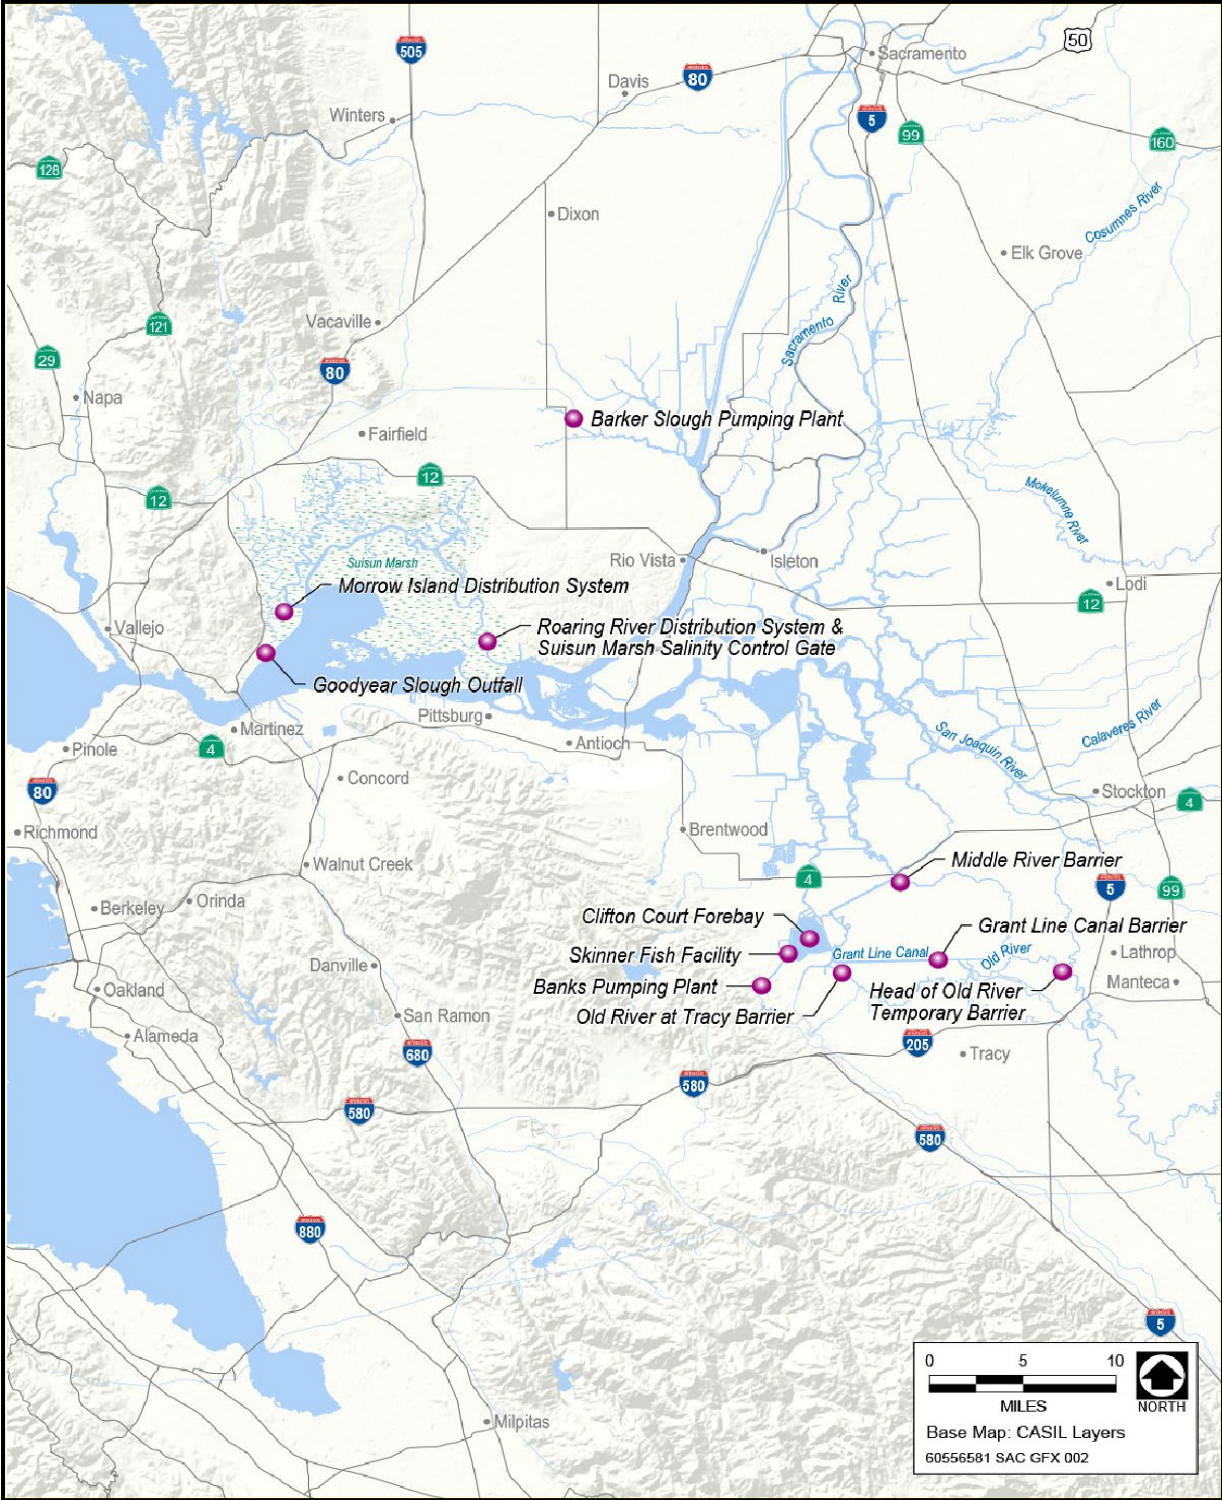 505
50
Sacramento
Davis
80
Winters
5
99
160
128
Cosumnes River
Dixon
Elk Grove
River
Sacramento
121
Vacaville
29
80
Napa
Barker Slough Pumping Plant
Fairfield
12
12
Mokelumne River
Suisun Marsh
Rio Vista
Isleton
Morrow Island Distribution System
Lodi
12
Vallejo
Roaring River Distribution System &
Suisun Marsh Salinity Control Gate
Goodyear Slough Outfall
Pittsburg
Calaveres River
Martinez
San Joaquin River
4
Pinole
Antioch
Concord
80
Stockton
4
Richmond
Brentwood
Middle River Barrier
Walnut Creek
4
5
99
Berkeley
Orinda
Clifton Court Forebay
Grant Line Canal Barrier
Skinner Fish Facility
Grant Line Canal
Old River
Lathrop
Danville
Manteca
Oakland
Banks Pumping Plant
Head of Old River
Temporary Barrier
Old River at Tracy Barrier
San Ramon
Alameda
205
Tracy
680
580
580
580
880
5
0 5 10
MILES
NORTH
Base Map: CASIL Layers
60556581 SAC GFX 002
Milpitas